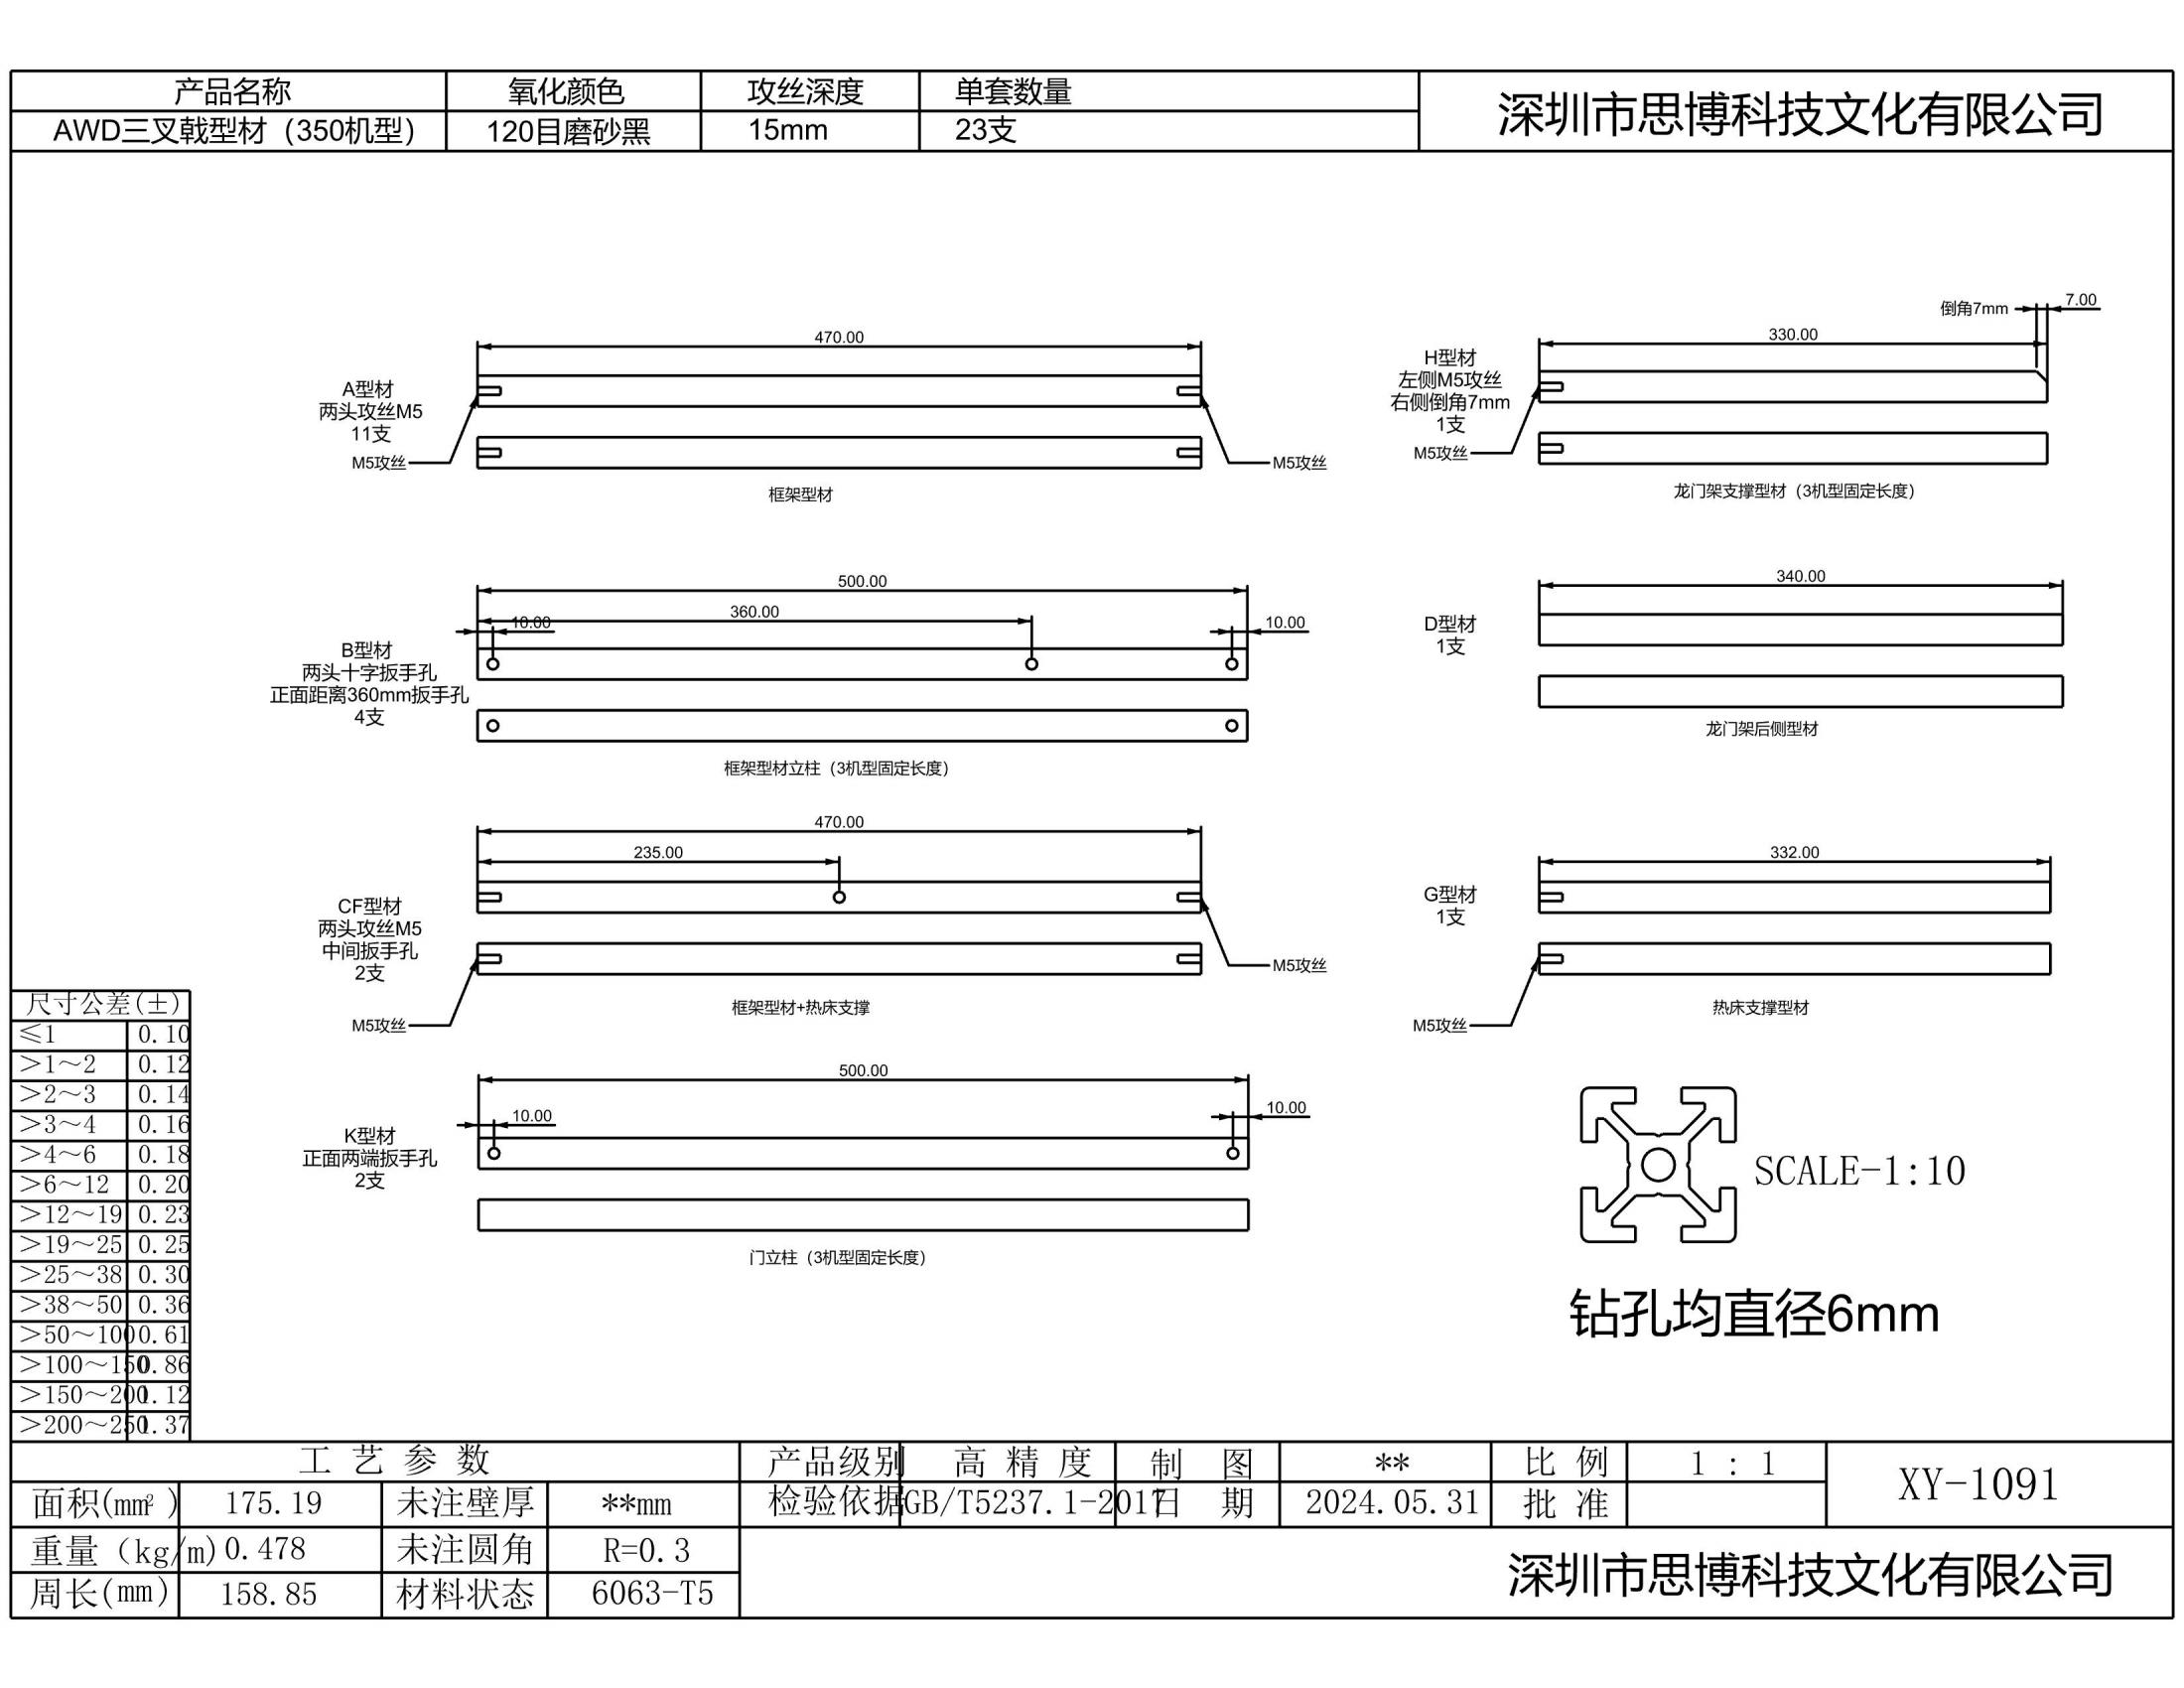 产品名称 氧化颜色 攻丝深度 单套数量
深圳市思博科技文化有限公司
AWD三叉戟型材（350机型） 120目磨砂黑 15mm 23支
470.00
A型材
两头攻丝M5
11支
M5攻丝
M5攻丝
框架型材
倒角7mm
7.00
330.00
H型材
左侧M5攻丝
右侧倒角7mm
1支
M5攻丝
龙门架支撑型材（3机型固定长度）
500.00
360.00
10.00
10.00
B型材
两头十字扳手孔
正面距离360mm扳手孔
4支
框架型材立柱（3机型固定长度）
340.00
D型材
1支
龙门架后侧型材
470.00
235.00
CF型材
两头攻丝M5
中间扳手孔
2支
M5攻丝
M5攻丝
框架型材+热床支撑
332.00
G型材
1支
M5攻丝
热床支撑型材
500.00
10.00
10.00
K型材
正面两端扳手孔
2支
门立柱（3机型固定长度）
SCALE-1:10
钻孔均直径6mm
尺寸公差(±)
≤1 0.10
>1～2 0.12
>2～3 0.14
>3～4 0.16
>4～6 0.18
>6～12 0.20
>12～19 0.23
>19～25 0.25
>25～38 0.30
>38～50 0.36
>50～100 0.61
>100～150 0.86
>150～200 1.12
>200～250 1.37
工 艺 参 数 产品级别 高 精 度 制 图 ** 比 例 1 : 1
XY-1091
面积(mm²) 175.19 未注壁厚 **mm 检验依据 GB/T5237.1-2017 日 期 2024.05.31 批 准
重量（kg/m) 0.478 未注圆角 R=0.3
周长(mm) 158.85 材料状态 6063-T5
深圳市思博科技文化有限公司